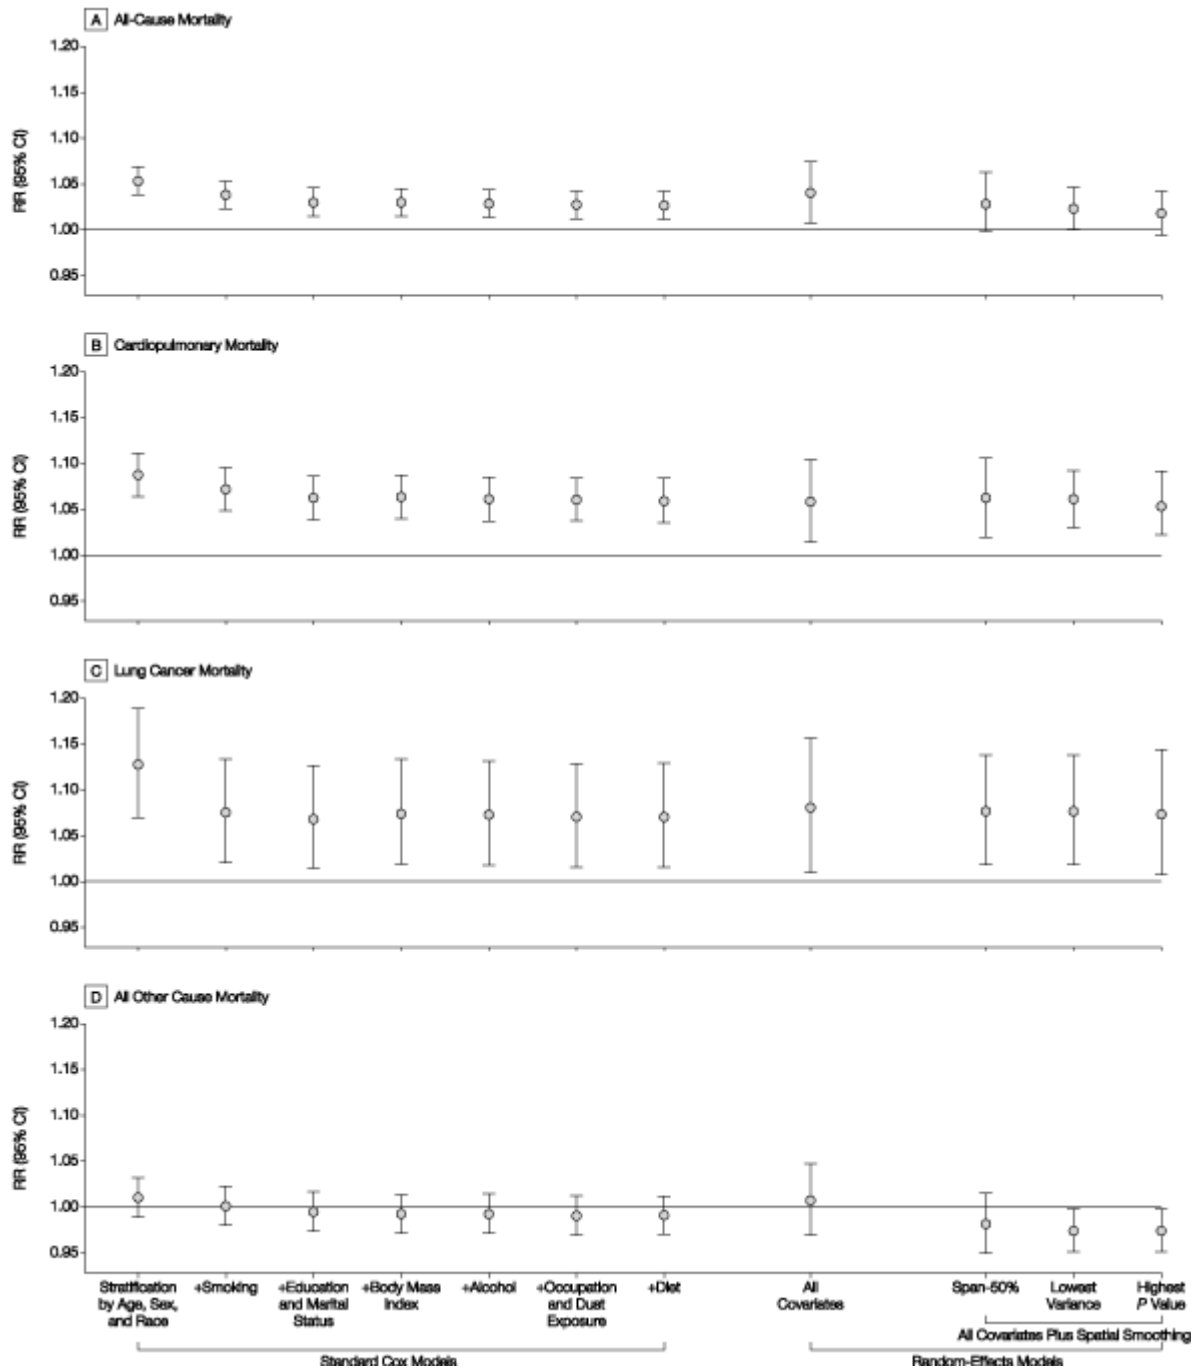 A All-Cause Mortality
1.20
1.15
1.10
1.05
1.00
0.95
RR (95% CI)
B Cardiopulmonary Mortality
1.20
1.15
1.10
1.05
1.00
0.95
RR (95% CI)
C Lung Cancer Mortality
1.20
1.15
1.10
1.05
1.00
0.95
RR (95% CI)
D All Other Cause Mortality
1.20
1.15
1.10
1.05
1.00
0.95
RR (95% CI)
Stratification
by Age, Sex,
and Race
+Smoking
+Education
and Marital
Status
+Body Mass
Index
+Alcohol
+Occupation
and Dust
Exposure
+Diet
All
Covariates
Span-50%
Lowest
Variance
Highest
P Value
All Covariates Plus Spatial Smoothing
Standard Cox Models
Random-Effects Models